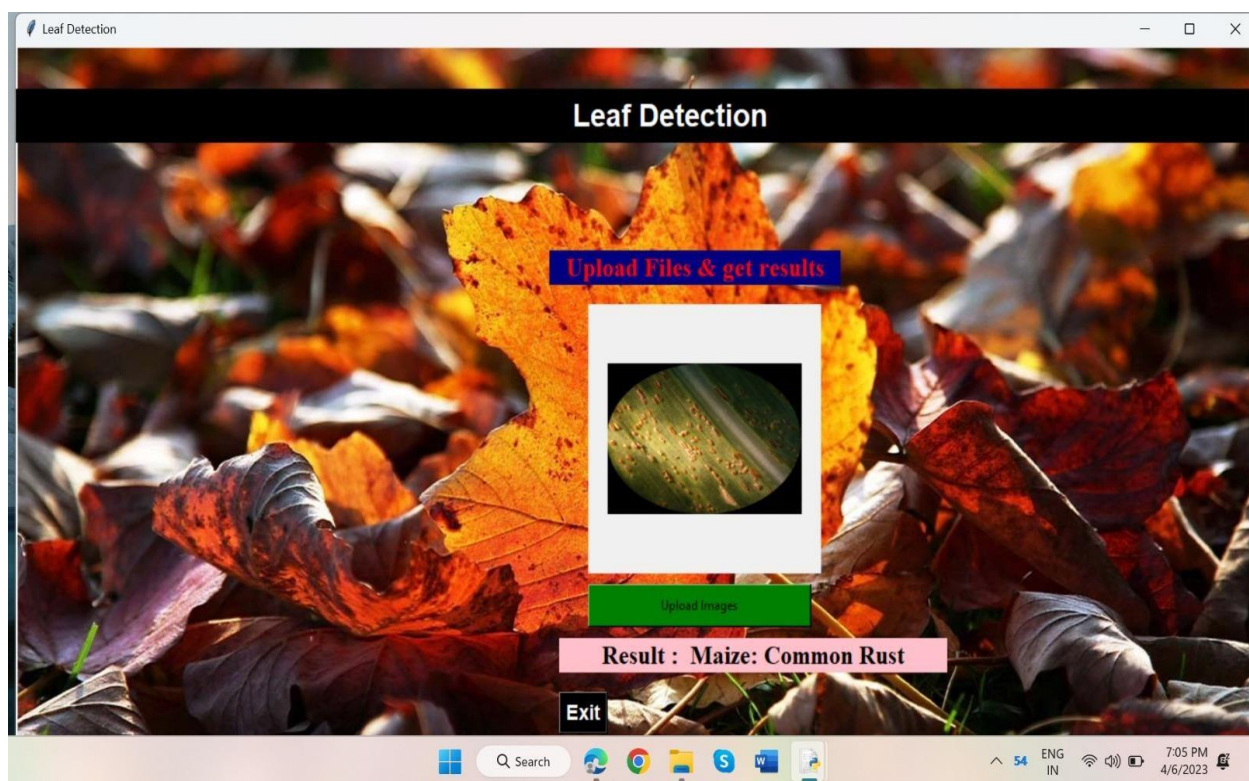 Leaf Detection
Leaf Detection
Upload Files & get results
Upload Images
Result : Maize: Common Rust
Exit
Search
54
ENG
IN
7:05 PM
4/6/2023